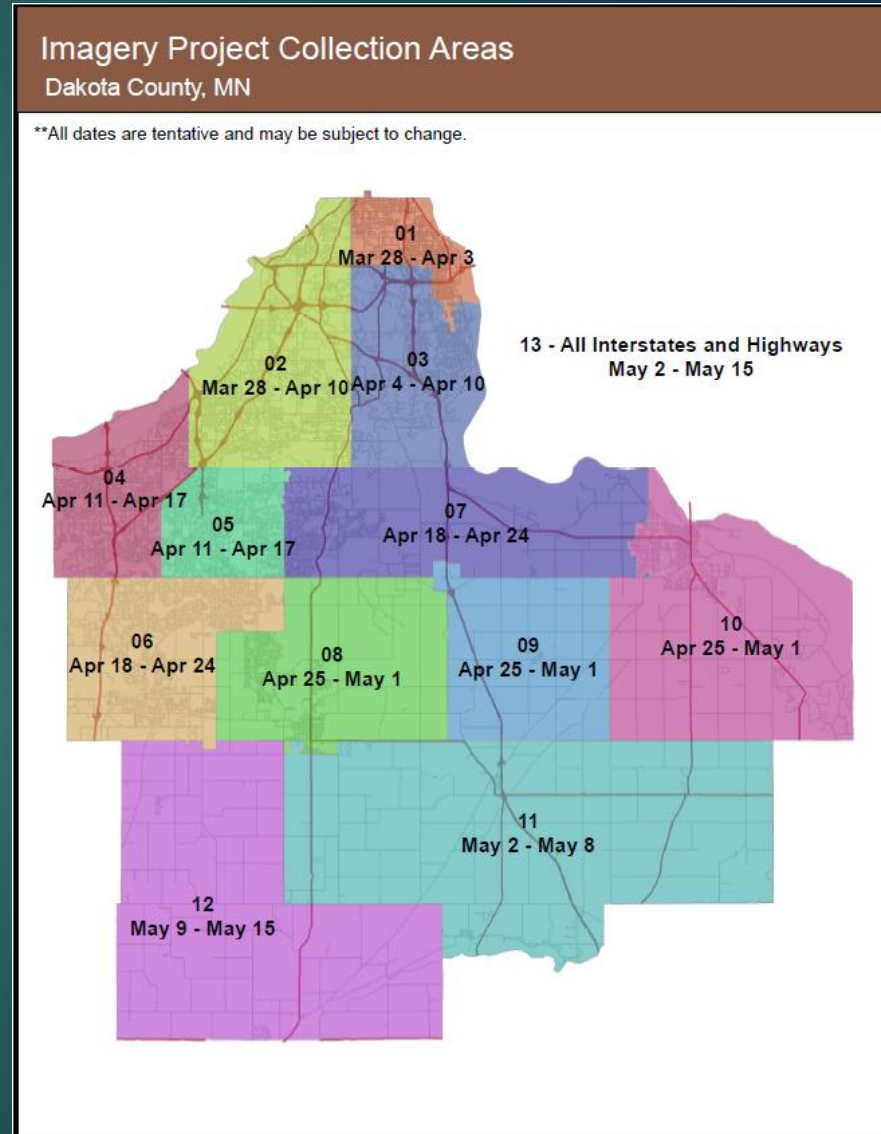 Imagery Project Collection Areas
Dakota County, MN
**All dates are tentative and may be subject to change.
01
Mar 28 - Apr 3
02
Mar 28 - Apr 10
03
Apr 4 - Apr 10
13 - All Interstates and Highways
May 2 - May 15
04
Apr 11 - Apr 17
05
Apr 11 - Apr 17
07
Apr 18 - Apr 24
06
Apr 18 - Apr 24
08
Apr 25 - May 1
09
Apr 25 - May 1
10
Apr 25 - May 1
11
May 2 - May 8
12
May 9 - May 15